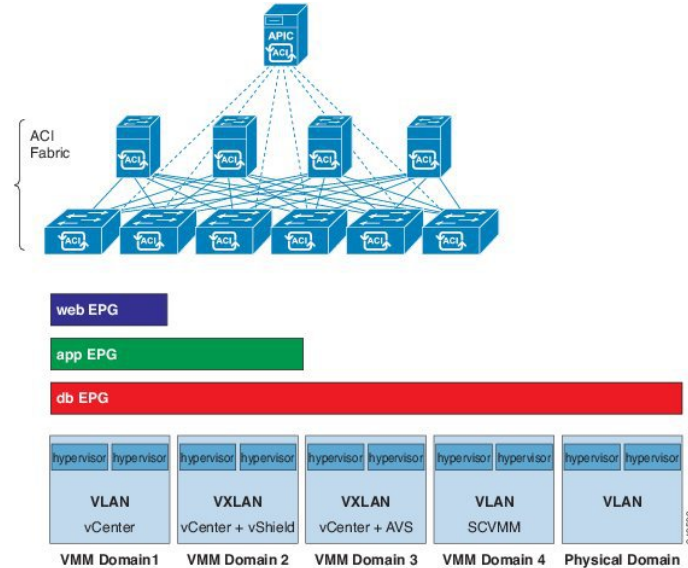 APIC
ACI
ACI
Fabric
ACI
ACI
ACI
ACI
ACI
ACI
ACI
ACI
ACI
ACI
web EPG
app EPG
db EPG
hypervisor hypervisor
VLAN
vCenter
VMM Domain1
hypervisor hypervisor
VXLAN
vCenter + vShield
VMM Domain 2
hypervisor hypervisor
VXLAN
vCenter + AVS
VMM Domain 3
hypervisor hypervisor
VLAN
SCVMM
VMM Domain 4
hypervisor hypervisor
VLAN
Physical Domain